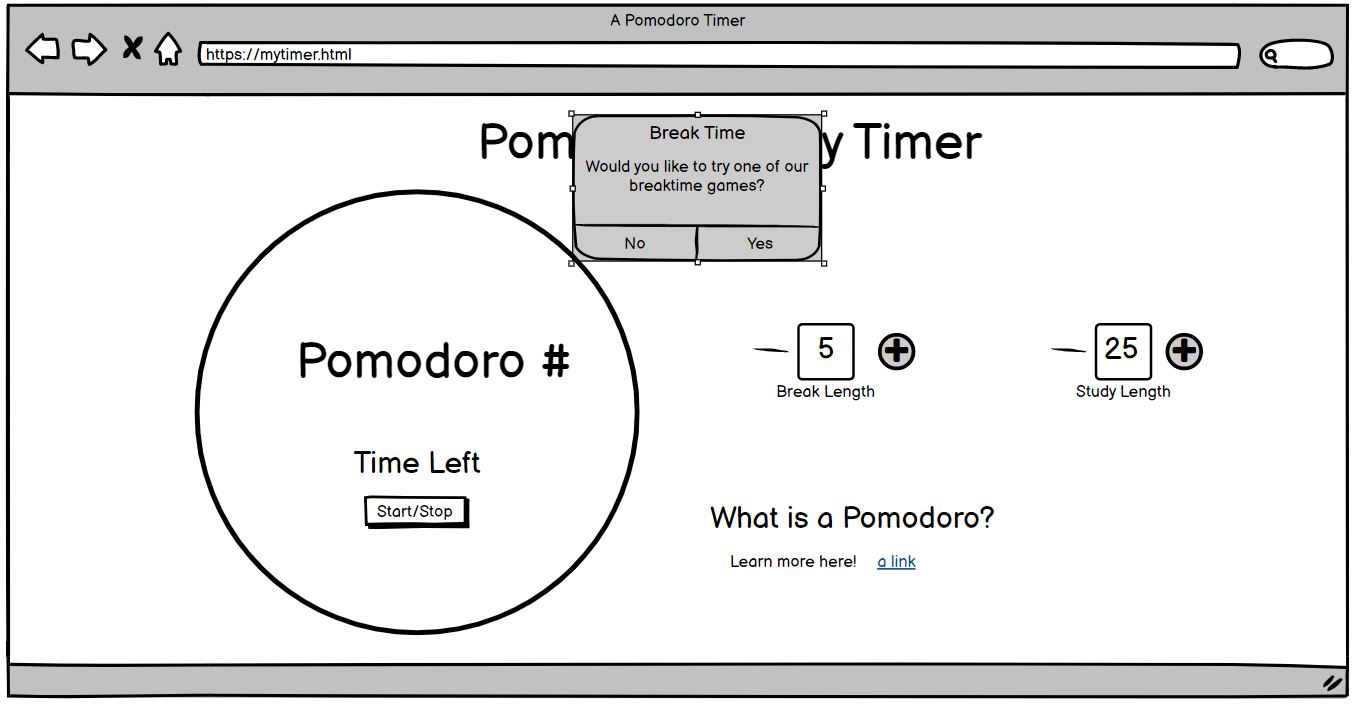 A Pomodoro Timer
https://mytimer.html
Pom y Timer
Break Time
Would you like to try one of our
breaktime games?
No Yes
Pomodoro #
Time Left
Start/Stop
5
Break Length
25
Study Length
What is a Pomodoro?
Learn more here! a link